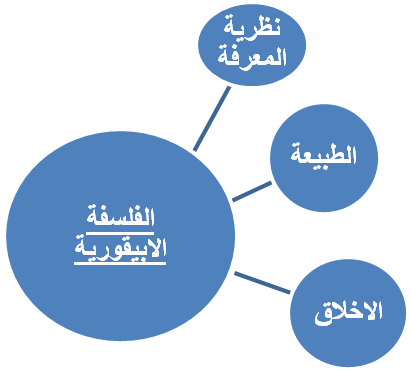 نظرية
المعرفة
الطبيعة
الفلسفة
الابيقورية
الاخلاق